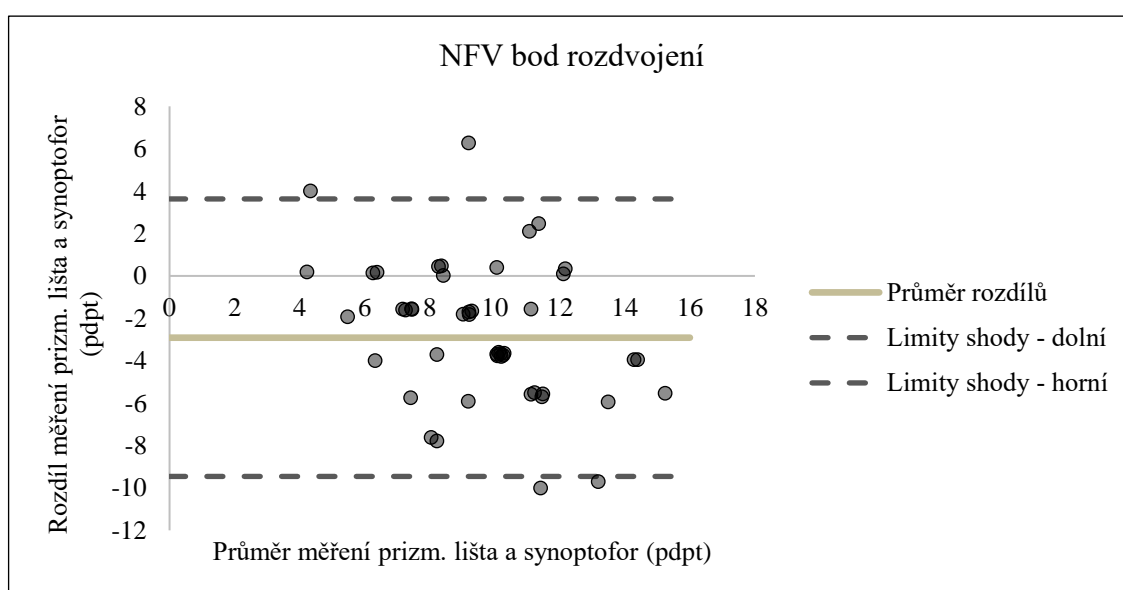 NFV bod rozdvojení
Rozdíl měření prizm. lišta a synoptofor
(pdpt)
8
6
4
2
0
-2
-4
-6
-8
-10
-12
0 2 4 6 8 10 12 14 16 18
Průměr měření prizm. lišta a synoptofor (pdpt)
Průměr rozdílů
Limity shody - dolní
Limity shody - horní